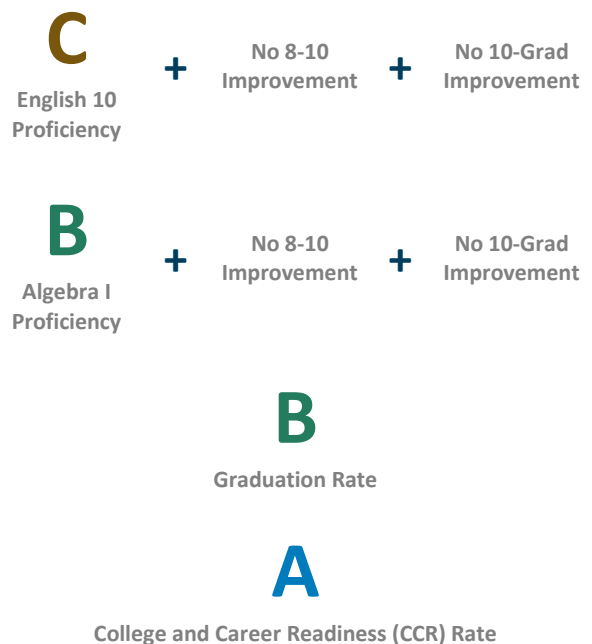 C
+
No 8-10
Improvement
+
No 10-Grad
Improvement
English 10
Proficiency
B
+
No 8-10
Improvement
+
No 10-Grad
Improvement
Algebra I
Proficiency
B
Graduation Rate
A
College and Career Readiness (CCR) Rate